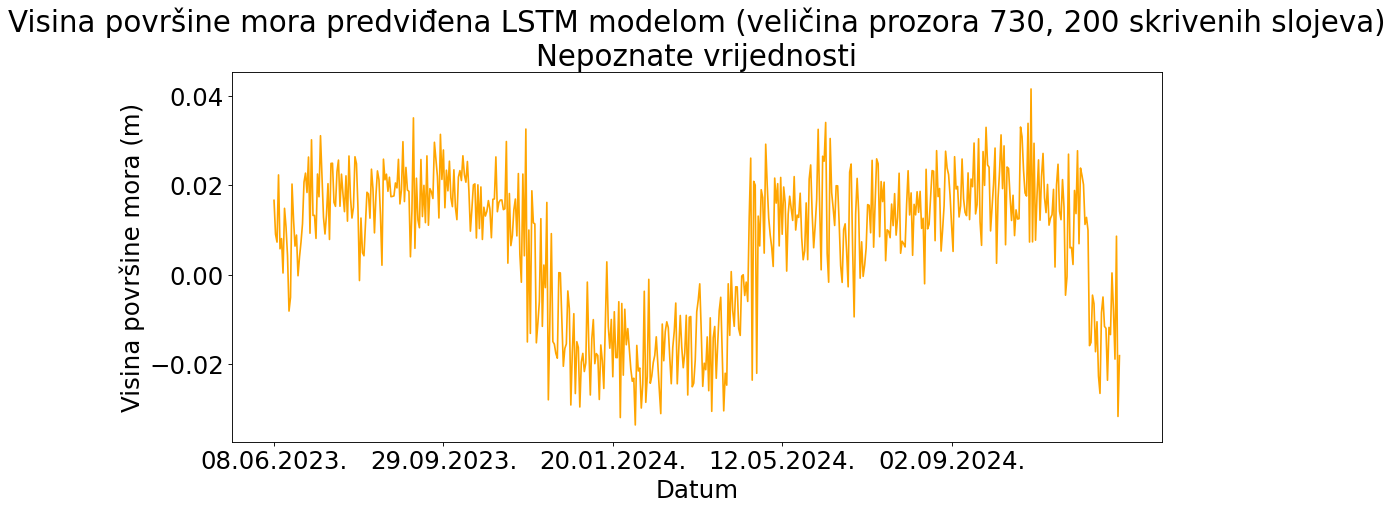 Visina površine mora predviđena LSTM modelom (veličina prozora 730, 200 skrivenih slojeva)
Nepoznate vrijednosti
Visina površine mora (m)
0.04
0.02
0.00
−0.02
08.06.2023. 29.09.2023. 20.01.2024. 12.05.2024. 02.09.2024.
Datum